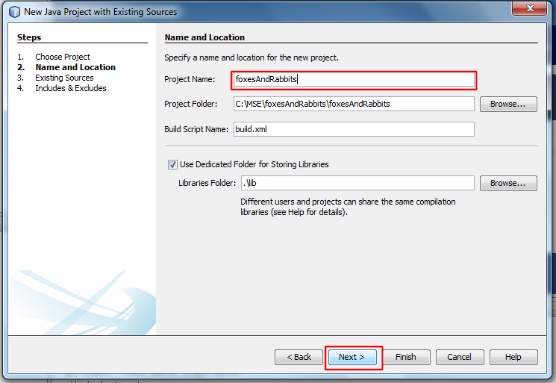 New Java Project with Existing Sources
Steps
1. Choose Project
2. Name and Location
3. Existing Sources
4. Includes & Excludes
Name and Location
Specify a name and location for the new project.
Project Name: foxesAndRabbits
Project Folder: C:\MSE\foxesAndRabbits\foxesAndRabbits Browse...
Build Script Name: build.xml
Use Dedicated Folder for Storing Libraries
Libraries Folder: .\lib Browse...
Different users and projects can share the same compilation
libraries (see Help for details).
< Back Next > Finish Cancel Help